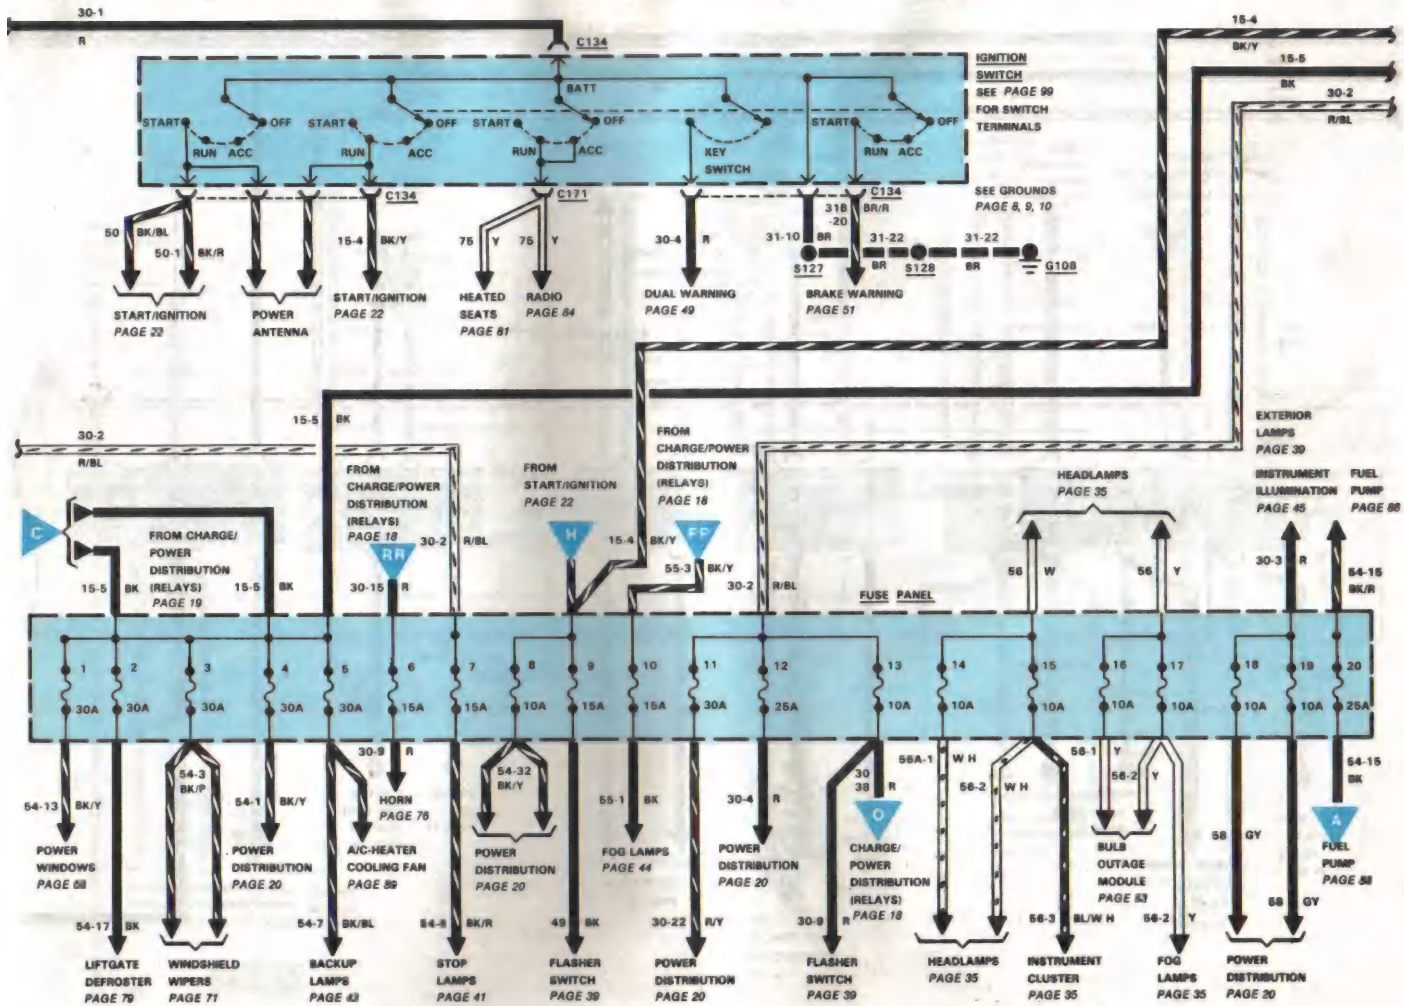 30-1
R
C134
15-4
BK/Y
15-5
BK
30-2
R/BL
IGNITION
SWITCH
SEE PAGE 99
FOR SWITCH
TERMINALS
BATT
START OFF
RUN ACC
START OFF
RUN ACC
START OFF
RUN ACC
KEY
SWITCH
START OFF
RUN ACC
C134
C171
C134
SEE GROUNDS
PAGE 8, 9, 10
50 BK/BL
50-1 BK/R
15-4 BK/Y
75 Y
75 Y
30-4 R
31-10 BR
31B BR/R
-20
31-22
BR
31-22
BR
S127
S128
G108
START/IGNITION
PAGE 22
POWER
ANTENNA
START/IGNITION
PAGE 22
HEATED
SEATS
PAGE 81
RADIO
PAGE 84
DUAL WARNING
PAGE 49
BRAKE WARNING
PAGE 51
15-5 BK
30-2
R/BL
FROM
CHARGE/POWER
DISTRIBUTION
(RELAYS)
PAGE 18
RR
FROM
START/IGNITION
PAGE 22
H
FROM
CHARGE/POWER
DISTRIBUTION
(RELAYS)
PAGE 18
FF
HEADLAMPS
PAGE 35
EXTERIOR
LAMPS
PAGE 39
INSTRUMENT
ILLUMINATION
PAGE 45
FUEL
PUMP
PAGE 88
C
FROM CHARGE/
POWER
DISTRIBUTION
(RELAYS)
PAGE 19
15-5 BK
15-5 BK
30-15 R
30-2 R/BL
15-4 BK/Y
55-3 BK/Y
30-2 R/BL
56 W
56 Y
30-3 R
54-15
BK/R
FUSE PANEL
1 2 3 4 5 6 7 8 9 10 11 12 13 14 15 16 17 18 19 20
30A 30A 30A 30A 30A 15A 15A 10A 15A 15A 30A 25A 10A 10A 10A 10A 10A 10A 10A 25A
54-13 BK/Y
54-3
BK/P
54-1 BK/Y
30-9 R
54-32
BK/Y
55-1 BK
30-4 R
30
38 R
O
56A-1 W H
56-2 W H
56-1 Y
56-2 Y
58 GY
58 GY
54-15
BK
A
POWER
WINDOWS
PAGE 68
POWER
DISTRIBUTION
PAGE 20
A/C-HEATER
COOLING FAN
PAGE 89
HORN
PAGE 76
POWER
DISTRIBUTION
PAGE 20
FOG LAMPS
PAGE 44
POWER
DISTRIBUTION
PAGE 20
CHARGE/
POWER
DISTRIBUTION
(RELAYS)
PAGE 18
BULB
OUTAGE
MODULE
PAGE 53
FUEL
PUMP
54-17 BK
54-7 BK/BL
BK/R
49 BK
30-22 R/Y
30-9 R
56-3 BL/W H
56-2 Y
LIFTGATE
DEFROSTER
PAGE 79
WINDSHIELD
WIPERS
PAGE 71
BACKUP
LAMPS
PAGE 43
STOP
LAMPS
PAGE 41
FLASHER
SWITCH
PAGE 39
POWER
DISTRIBUTION
PAGE 20
FLASHER
SWITCH
PAGE 39
HEADLAMPS
PAGE 35
INSTRUMENT
CLUSTER
PAGE 35
FOG
LAMPS
PAGE 35
POWER
DISTRIBUTION
PAGE 20